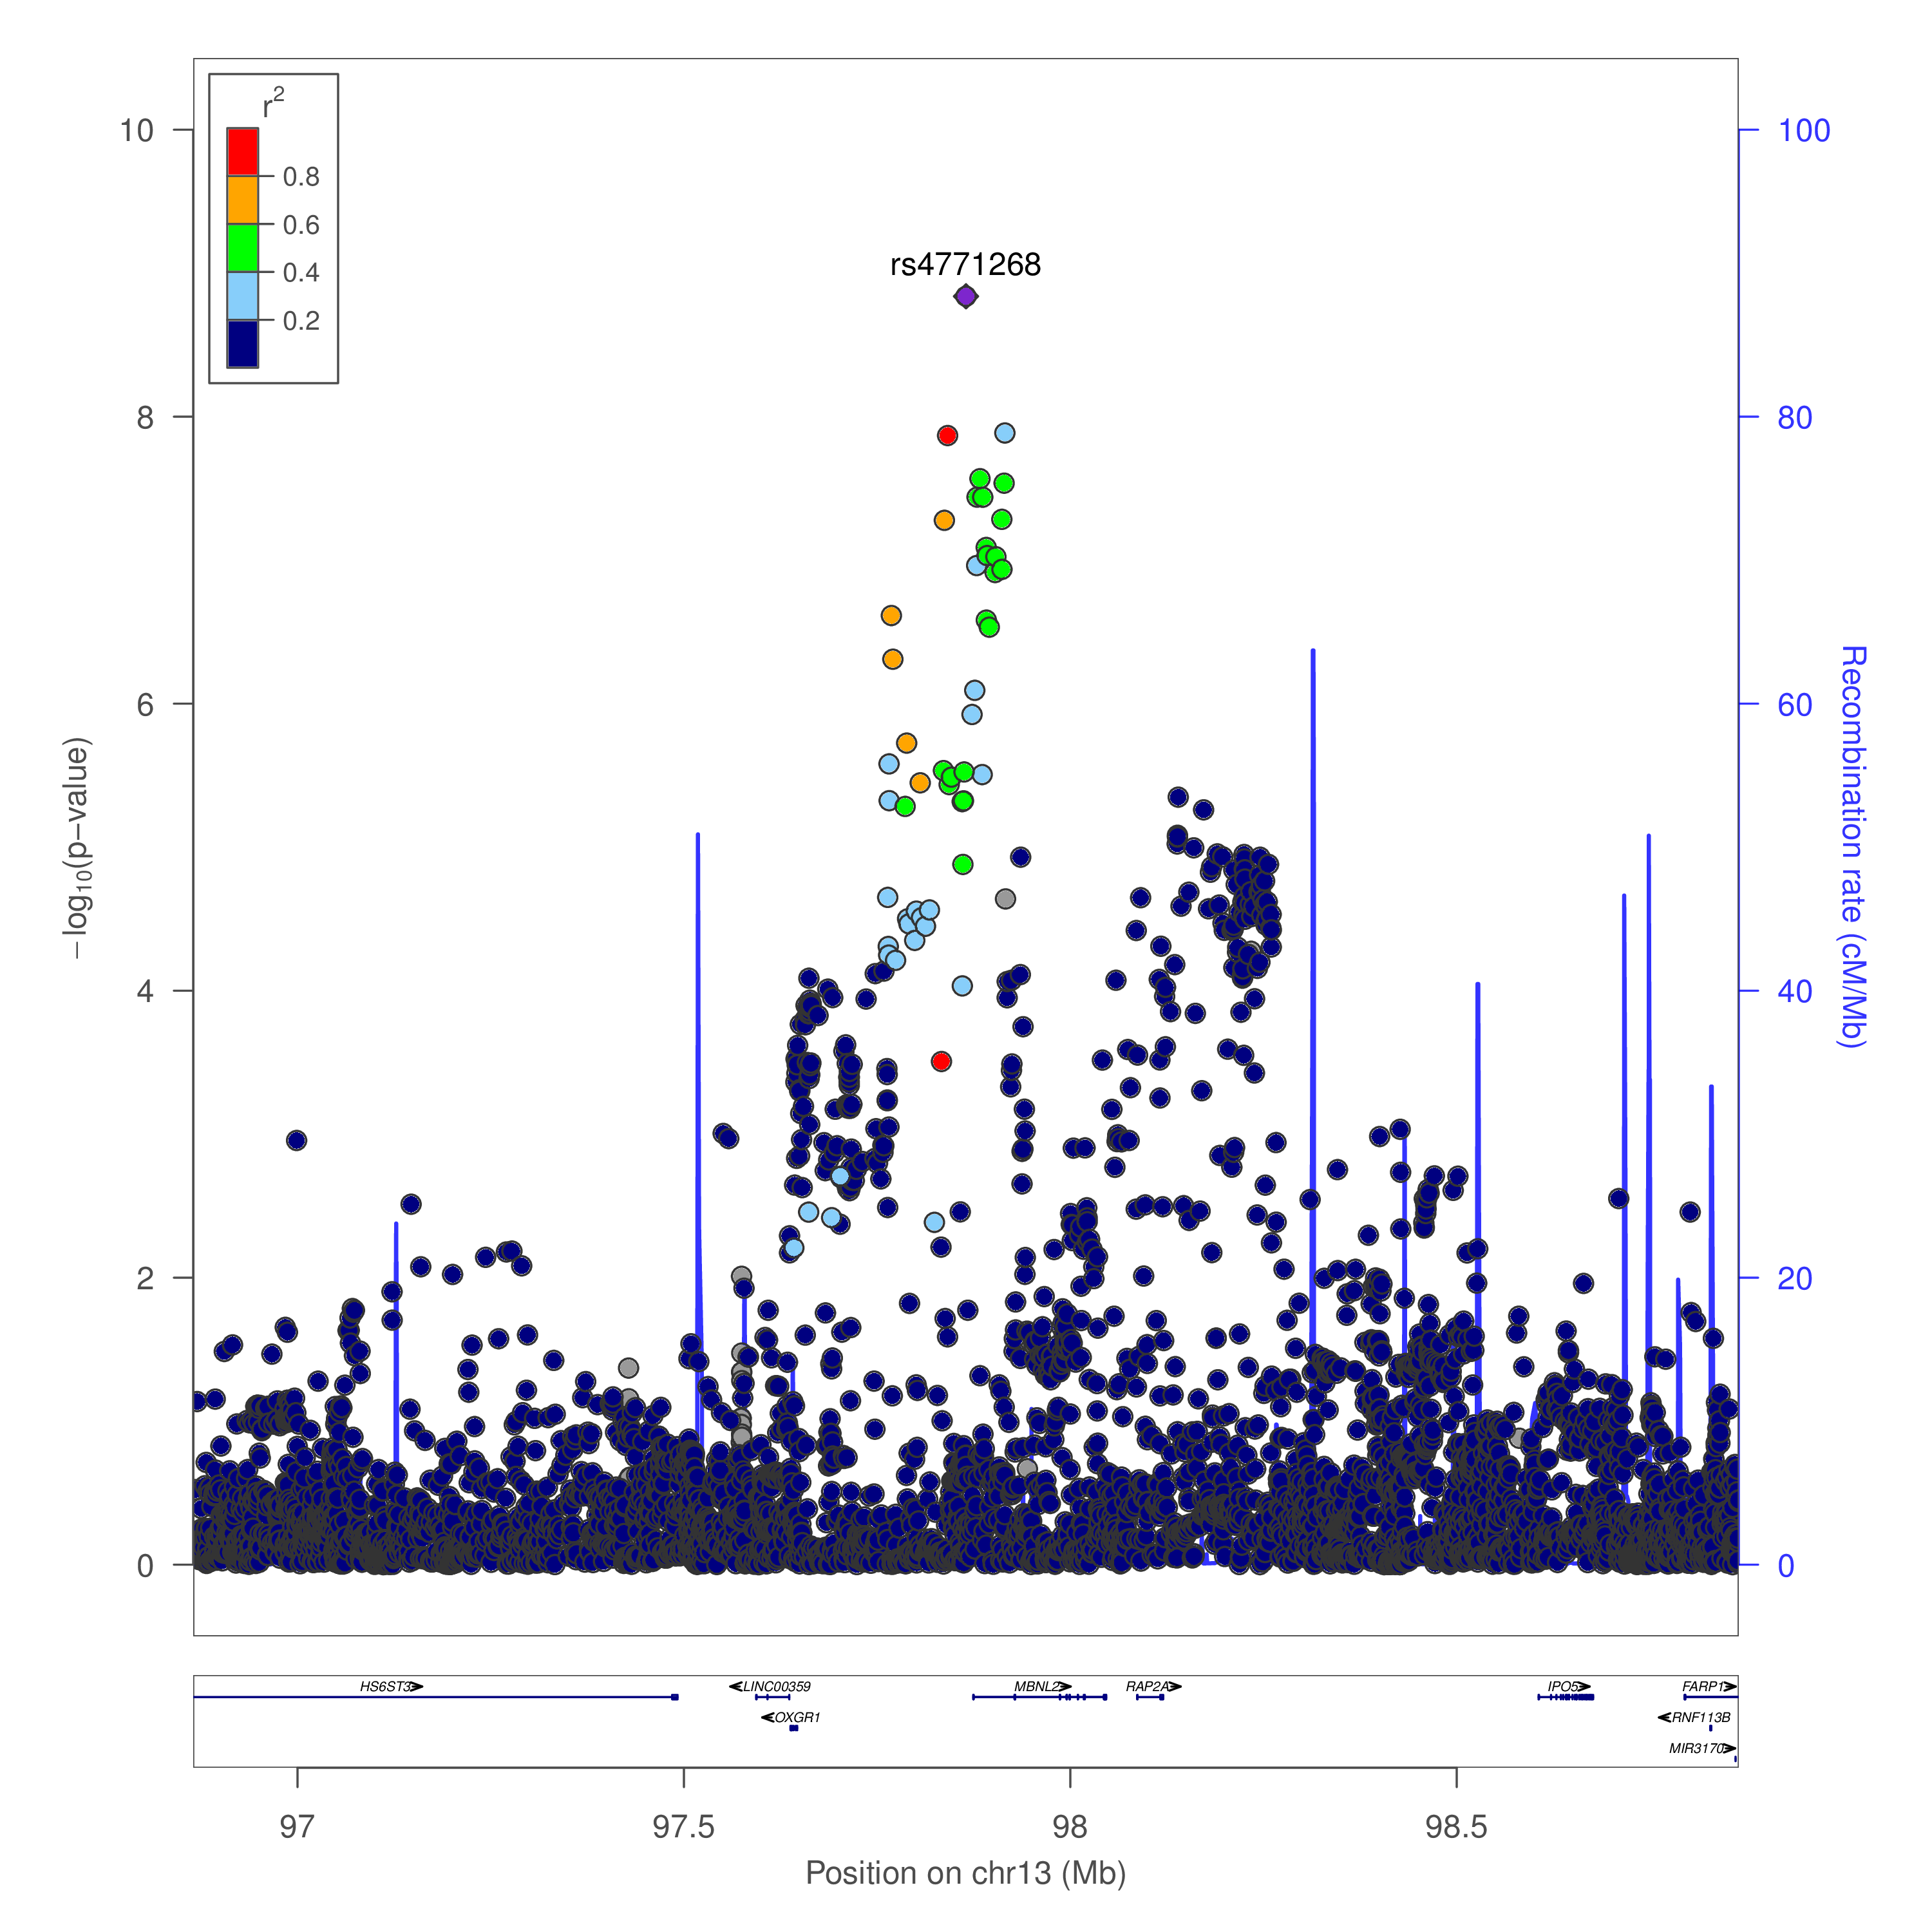 r2
0.8
0.6
0.4
0.2
rs4771268
10
8
6
4
2
0
−log10(p−value)
100
80
60
40
20
0
Recombination rate (cM/Mb)
HS6ST3
LINC00359
MBNL2
RAP2A
IPO5
FARP1
OXGR1
RNF113B
MIR3170
97
97.5
98
98.5
Position on chr13 (Mb)